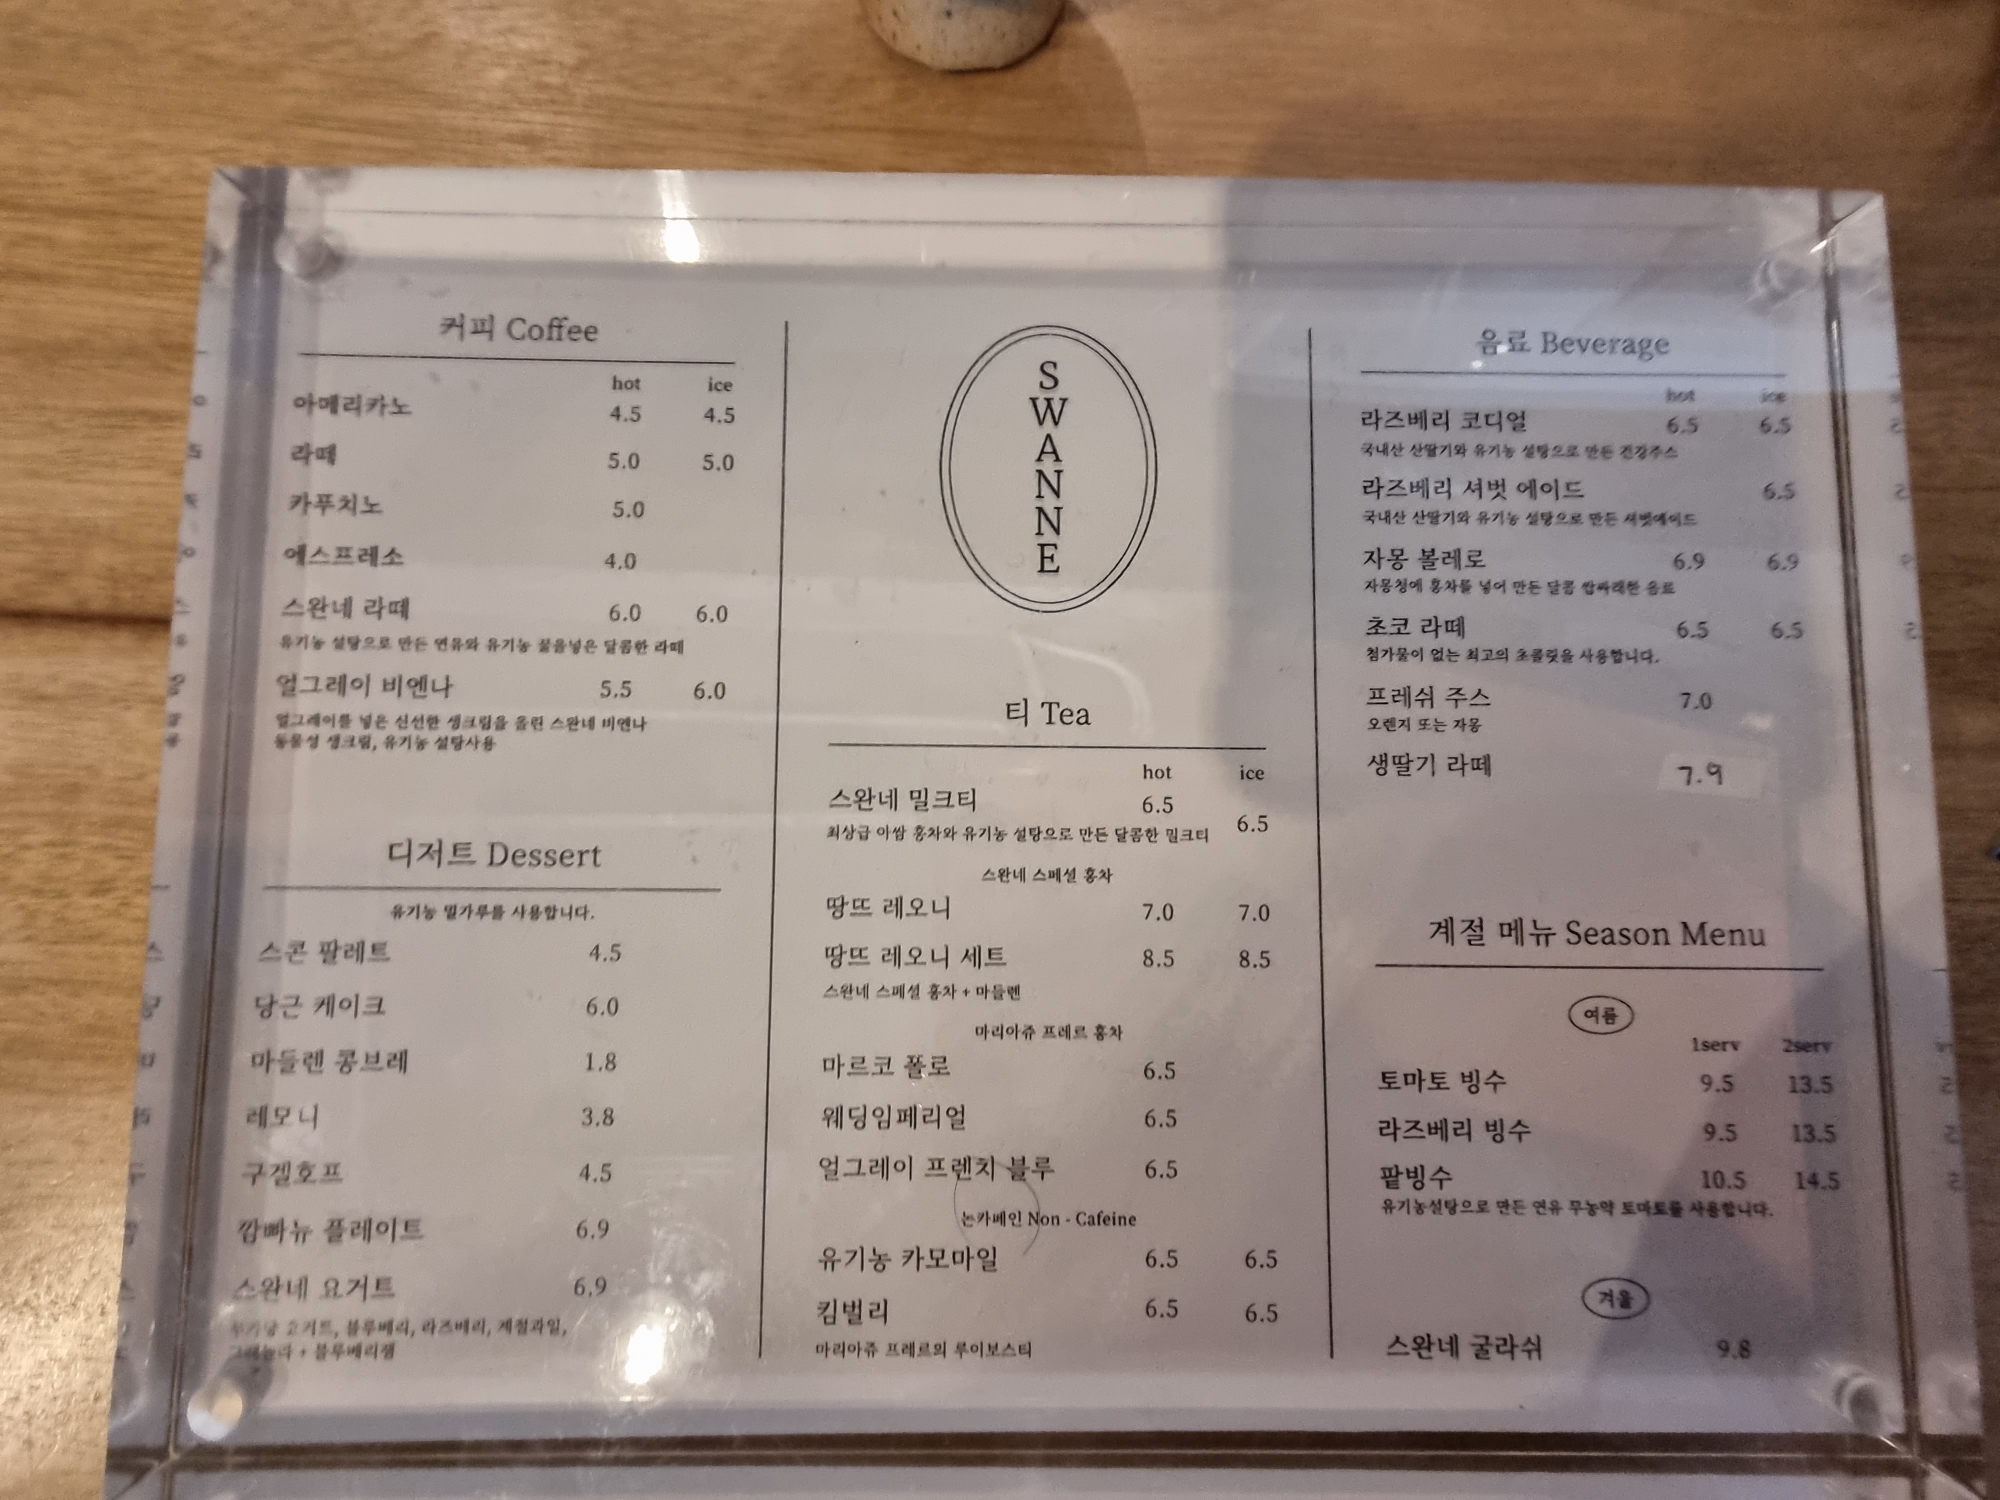 커피 Coffee
hot ice
아메리카노 4.5 4.5
라떼 5.0 5.0
카푸치노 5.0
에스프레소 4.0
스완네 라떼 6.0 6.0
유기농 설탕으로 만든 연유와 유기농 꿀을넣은 달콤한 라떼
얼그레이 비엔나 5.5 6.0
얼그레이를 넣은 신선한 생크림을 올린 스완네 비엔나
동물성 생크림, 유기농 설탕사용
디저트 Dessert
유기농 밀가루를 사용합니다.
스콘 팔레트 4.5
당근 케이크 6.0
마들렌 콩브레 1.8
레모니 3.8
구겔호프 4.5
깜빠뉴 플레이트 6.9
스완네 요거트 6.9
요거트, 블루베리, 라즈베리, 계절과일,
그래놀라 + 블루베리잼
SWANNE
티 Tea
hot ice
스완네 밀크티 6.5 6.5
최상급 아쌈 홍차와 유기농 설탕으로 만든 달콤한 밀크티
스완네 스페셜 홍차
땅뜨 레오니 7.0 7.0
땅뜨 레오니 세트 8.5 8.5
스완네 스페셜 홍차 + 마들렌
마리아쥬 프레르 홍차
마르코 폴로 6.5
웨딩임페리얼 6.5
얼그레이 프렌치 블루 6.5
논카페인 Non - Cafeine
유기농 카모마일 6.5 6.5
킴벌리 6.5 6.5
마리아쥬 프레르의 루이보스티
음료 Beverage
hot ice
라즈베리 코디얼 6.5 6.5
국내산 산딸기와 유기농 설탕으로 만든 건강주스
라즈베리 셔벗 에이드 6.5
국내산 산딸기와 유기농 설탕으로 만든 셔벗에이드
자몽 볼레로 6.9 6.9
자몽청에 홍차를 넣어 만든 달콤 쌉싸래한 음료
초코 라떼 6.5 6.5
첨가물이 없는 최고의 초콜릿을 사용합니다.
프레쉬 주스 7.0
오렌지 또는 자몽
생딸기 라떼 7.9
계절 메뉴 Season Menu
여름
1serv 2serv
토마토 빙수 9.5 13.5
라즈베리 빙수 9.5 13.5
팥빙수 10.5 14.5
유기농설탕으로 만든 연유 무농약 토마토를 사용합니다.
겨울
스완네 굴라쉬 9.8